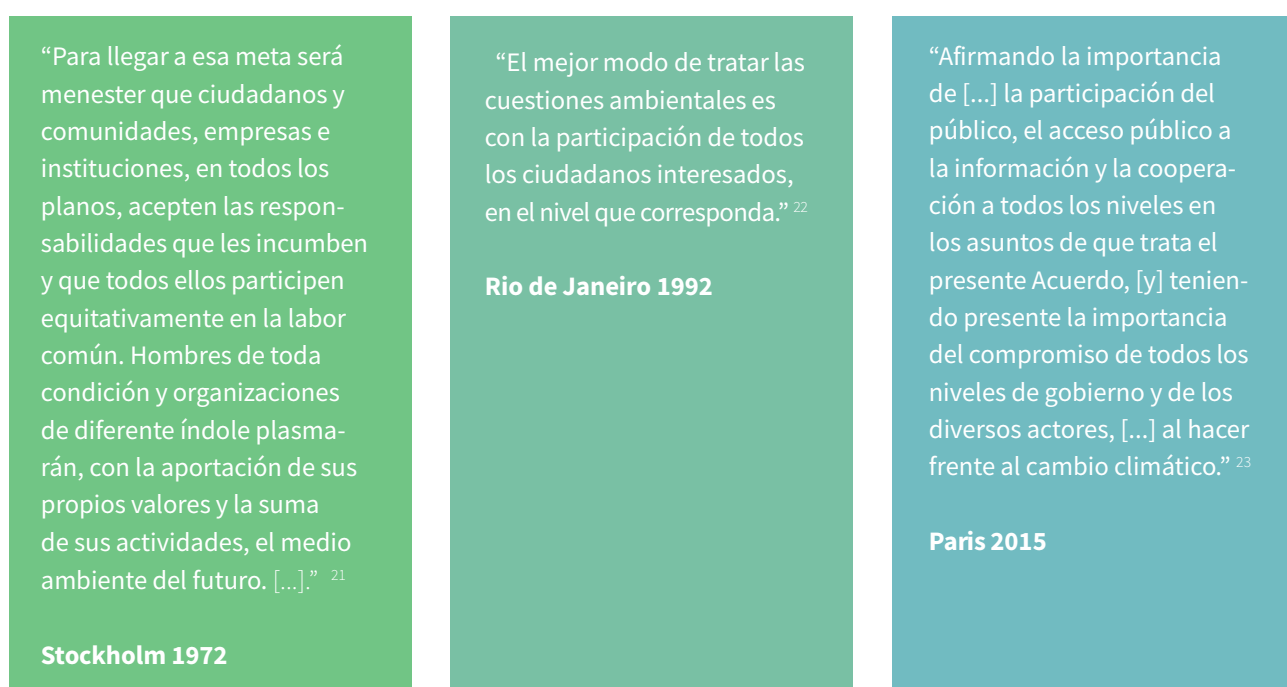 “Para llegar a esa meta será
menester que ciudadanos y
comunidades, empresas e
instituciones, en todos los
planos, acepten las respon-
sabilidades que les incumben
y que todos ellos participen
equitativamente en la labor
común. Hombres de toda
condición y organizaciones
de diferente índole plasma-
rán, con la aportación de sus
propios valores y la suma
de sus actividades, el medio
ambiente del futuro. [...].” 21
Stockholm 1972
“El mejor modo de tratar las
cuestiones ambientales es
con la participación de todos
los ciudadanos interesados,
en el nivel que corresponda.” 22
Rio de Janeiro 1992
“Afirmando la importancia
de [...] la participación del
público, el acceso público a
la información y la coopera-
ción a todos los niveles en
los asuntos de que trata el
presente Acuerdo, [y] tenien-
do presente la importancia
del compromiso de todos los
niveles de gobierno y de los
diversos actores, [...] al hacer
frente al cambio climático.” 23
Paris 2015